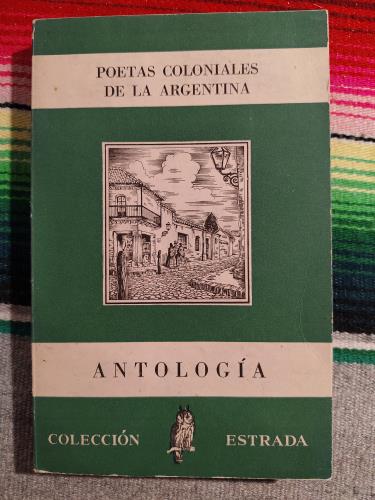 POETAS COLONIALES
DE LA ARGENTINA
ANTOLOGÍA
COLECCIÓN ESTRADA